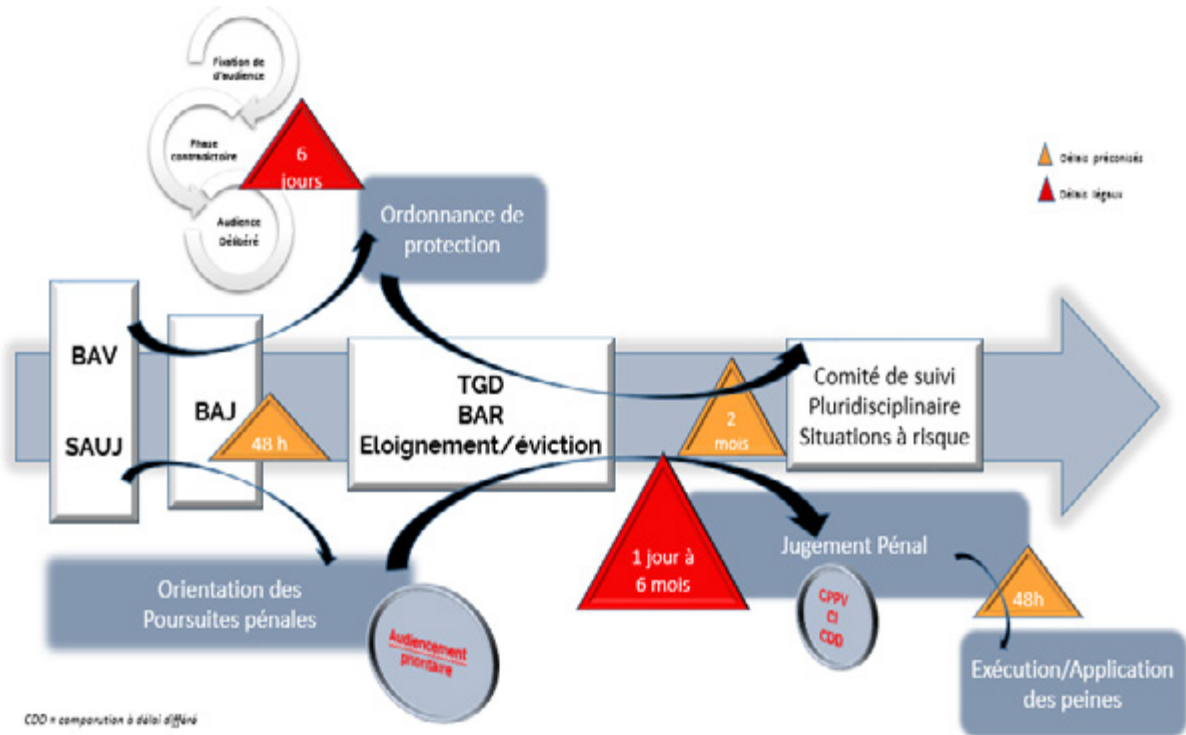 Fixation de
d'audience
Phase
contradictoire
Audience
Délibéré
6
jours
Ordonnance de
protection
Délais préconisés
Délais légaux
BAV
SAUJ
BAJ
48 h
TGD
BAR
Eloignement/éviction
2
mois
Comité de suivi
Pluridisciplinaire
Situations à risque
Orientation des
Poursuites pénales
Audiencement
prioritaire
1 jour à
6 mois
Jugement Pénal
CPPV
CI
CDD
48h
Exécution/Application
des peines
CDD = comparution à délai différé